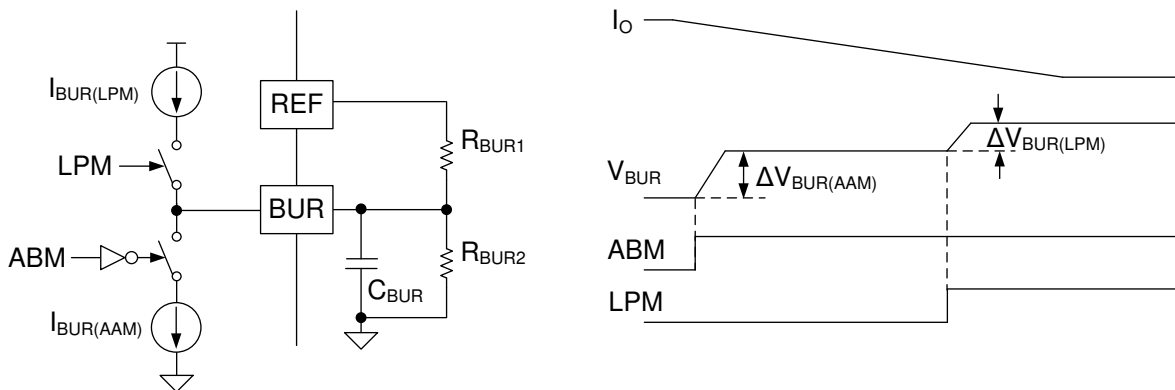 I_BUR(LPM)
LPM
ABM
I_BUR(AAM)
REF
BUR
R_BUR1
R_BUR2
C_BUR
I_O
V_BUR
ΔV_BUR(AAM)
ΔV_BUR(LPM)
ABM
LPM